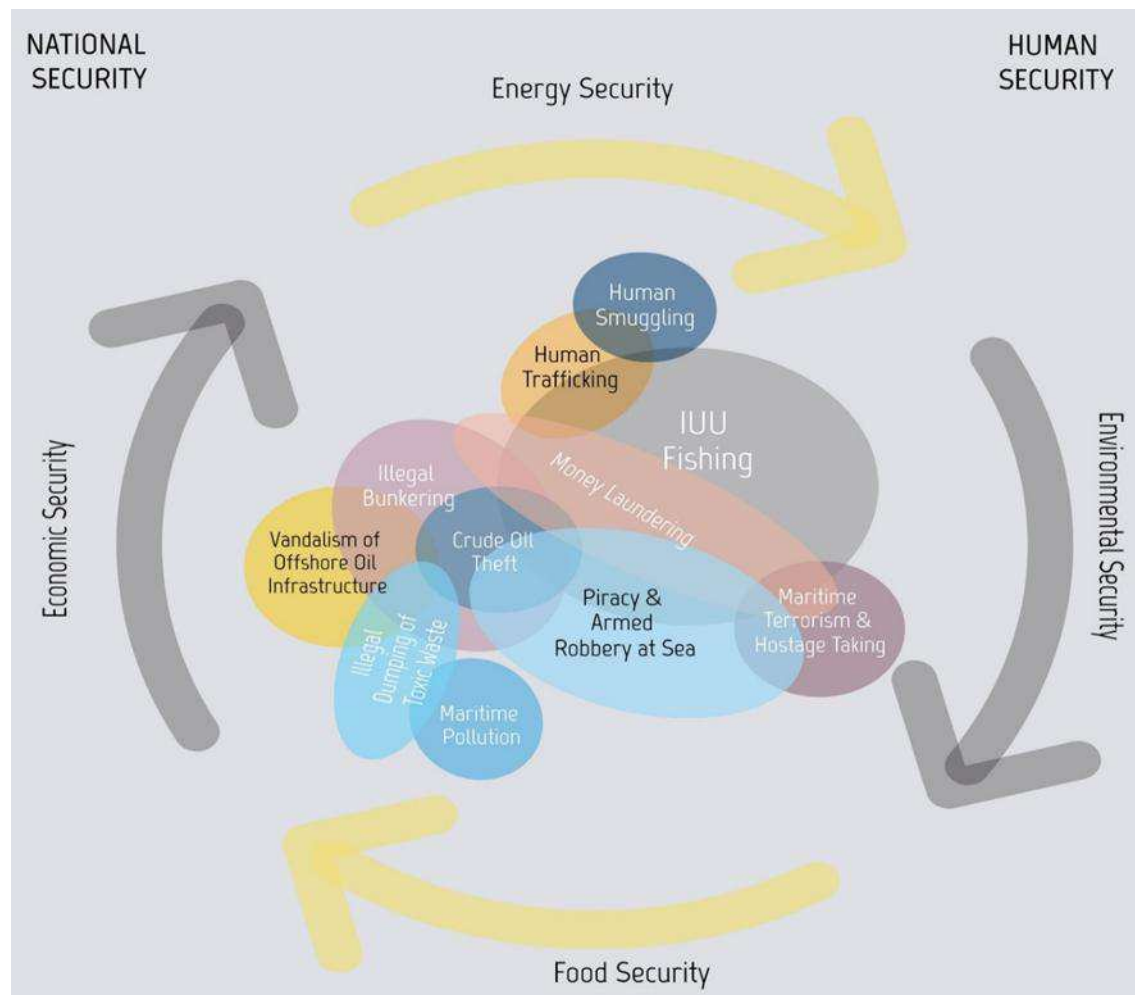 NATIONAL
SECURITY
HUMAN
SECURITY
Energy Security
Human
Smuggling
Human
Trafficking
IUU
Fishing
Money Laundering
Illegal
Bunkering
Crude Oil
Theft
Vandalism of
Offshore Oil
Infrastructure
Piracy &
Armed
Robbery at Sea
Maritime
Terrorism &
Hostage Taking
Illegal
Dumping of
Toxic Waste
Maritime
Pollution
Economic Security
Environmental Security
Food Security